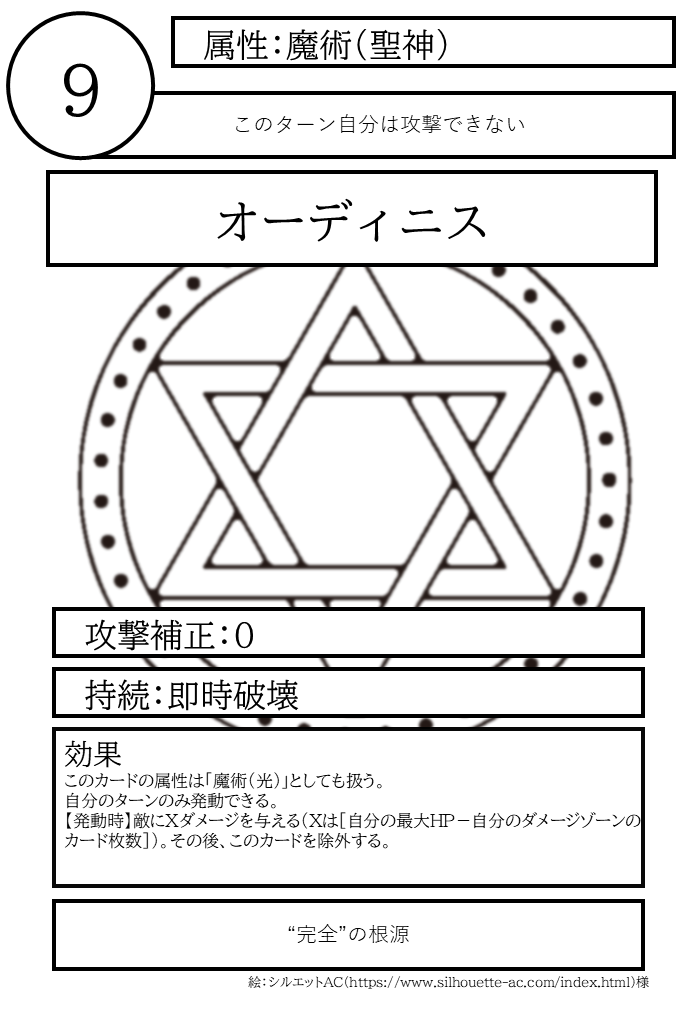 属性：魔術（聖神）
9
このターン自分は攻撃できない
オーディニス
攻撃補正：0
持続：即時破壊
効果
このカードの属性は「魔術（光）」としても扱う。
自分のターンのみ発動できる。
【発動時】敵にXダメージを与える（Xは［自分の最大HP－自分のダメージゾーンの
カード枚数］）。その後、このカードを除外する。
“完全”の根源
絵：シルエットAC（https://www.silhouette-ac.com/index.html）様